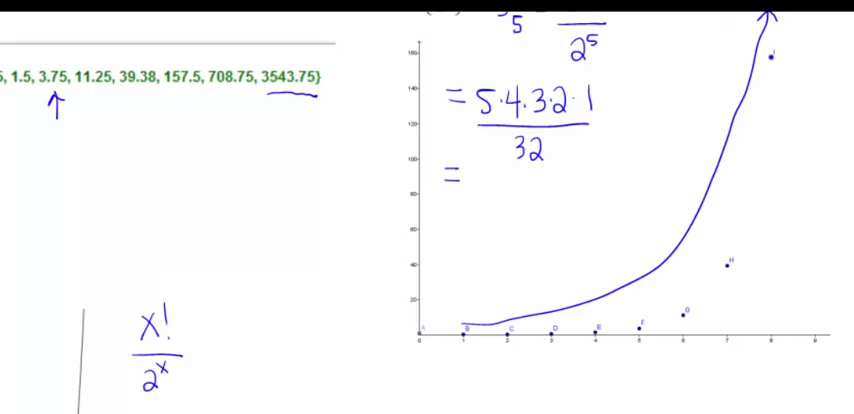 5
2⁵
5, 1.5, 3.75, 11.25, 39.38, 157.5, 708.75, 3543.75}
= 5·4·3·2·1
32
=
x!
2ˣ
160
140
120
100
80
60
40
20
A B C D E F G H I
0 1 2 3 4 5 6 7 8 9